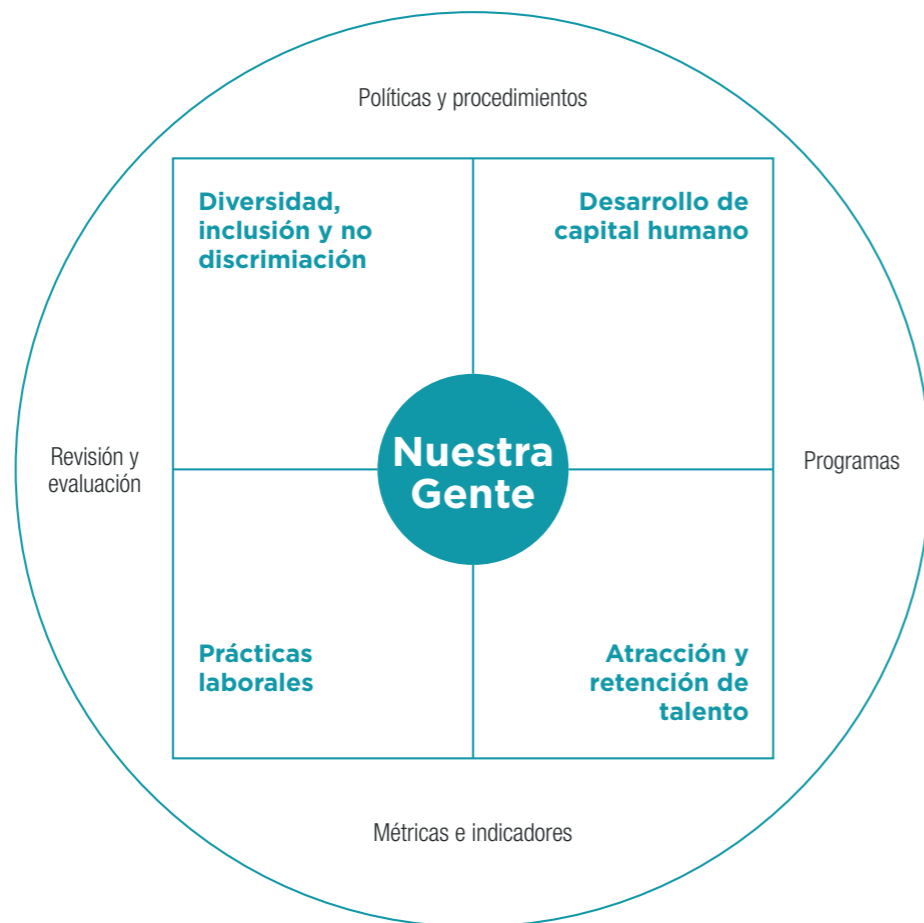 Políticas y procedimientos
Diversidad,
inclusión y no
discrimiación
Desarrollo de
capital humano
Revisión y
evaluación
Nuestra
Gente
Programas
Prácticas
laborales
Atracción y
retención de
talento
Métricas e indicadores